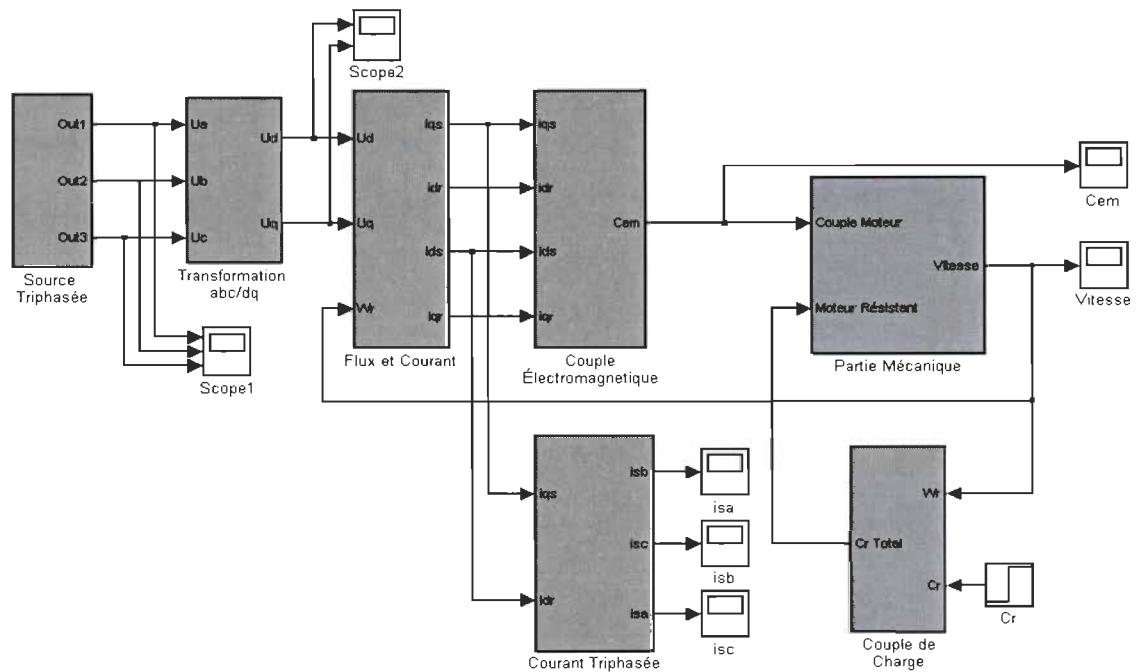 Scope2
Out1
Out2
Out3
Source
Triphasée
Ua
Ub
Uc
Ud
Uq
Transformation
abc/dq
Scope1
Ud
Uq
Wr
iqs
idr
ids
iqr
Flux et Courant
iqs
idr
ids
iqr
Cem
Couple
Électromagnetique
Couple Moteur
Moteur Résistant
Vitesse
Partie Mécanique
Cem
Vitesse
iqs
idr
isb
isc
isa
Courant Triphasée
isa
isb
isc
Wr
Cr Total
Cr
Couple de
Charge
Cr